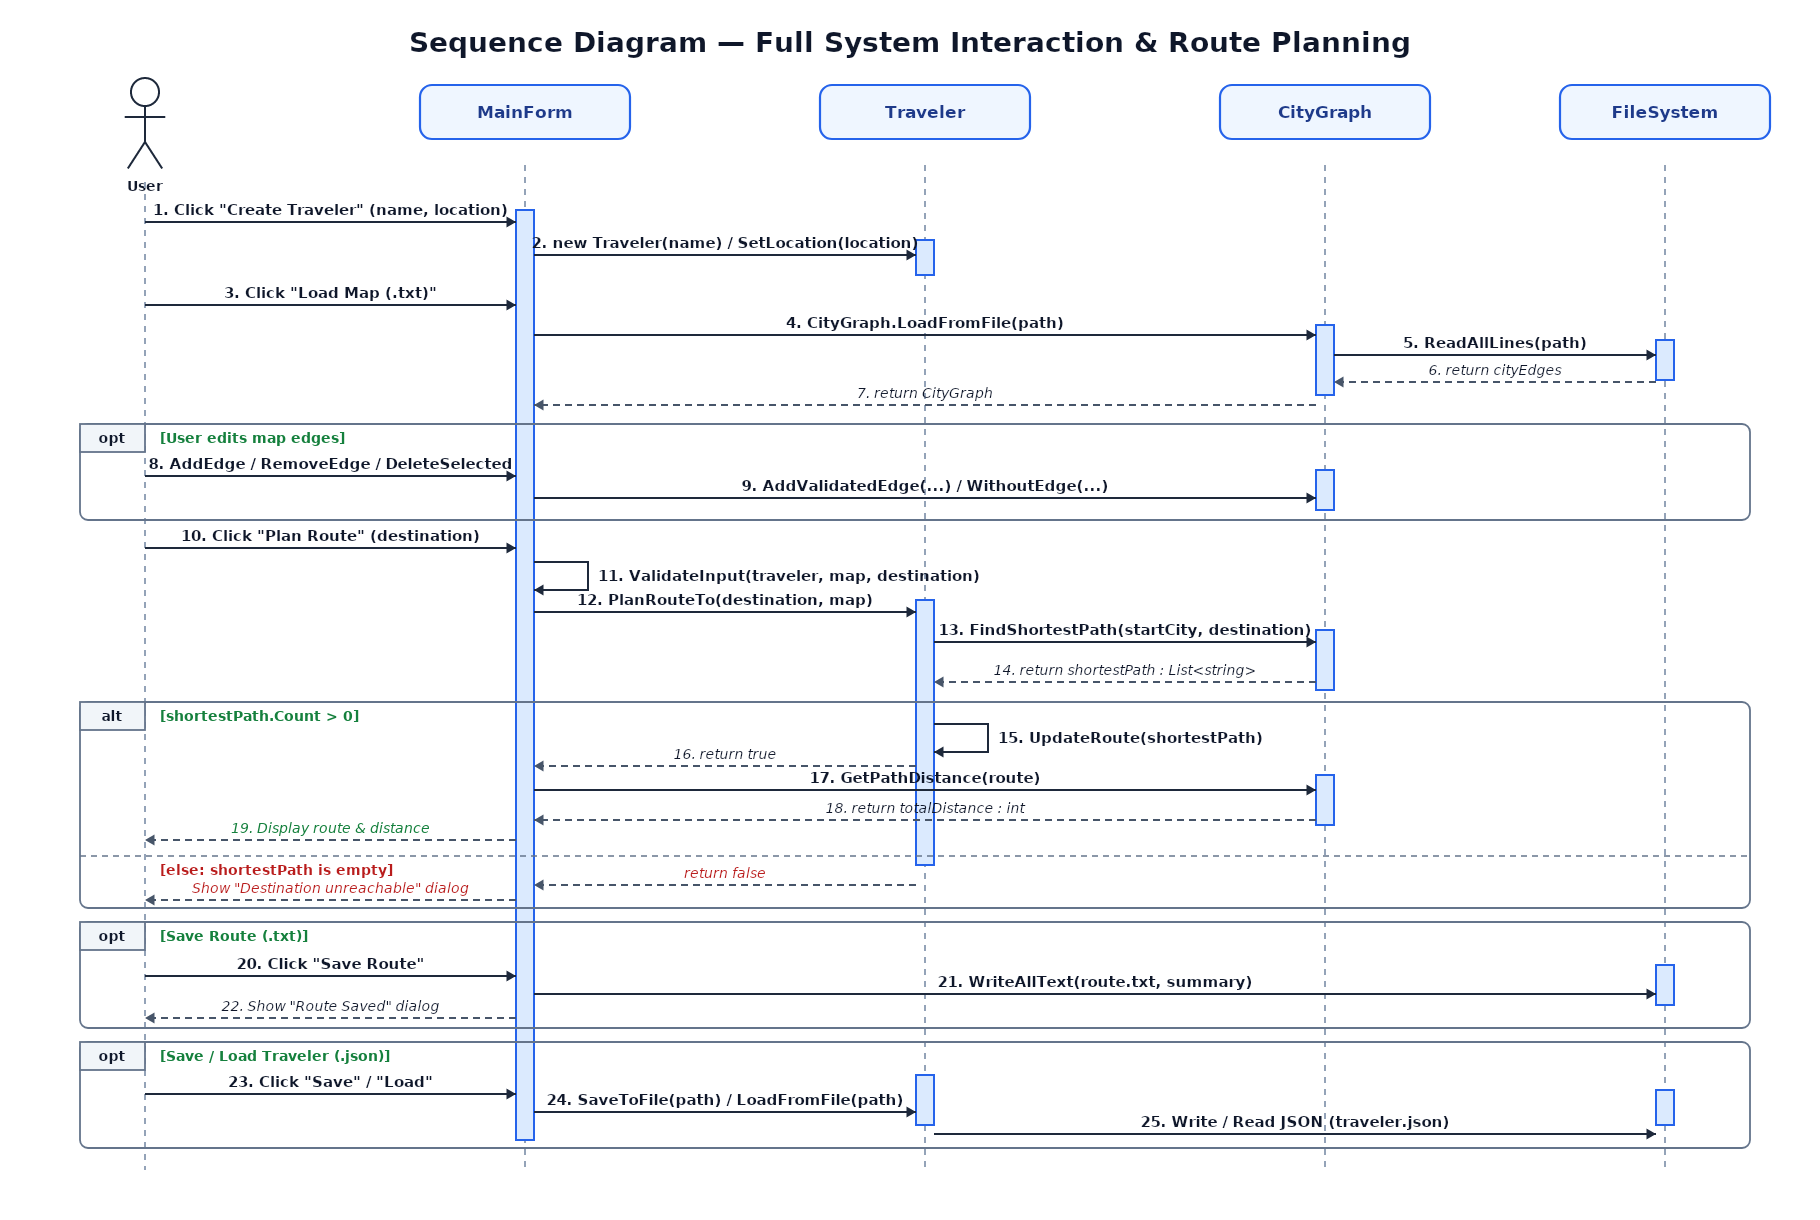 Sequence Diagram — Full System Interaction & Route Planning
User
MainForm
Traveler
CityGraph
FileSystem
1. Click "Create Traveler" (name, location)
2. new Traveler(name) / SetLocation(location)
3. Click "Load Map (.txt)"
4. CityGraph.LoadFromFile(path)
5. ReadAllLines(path)
6. return cityEdges
7. return CityGraph
opt
[User edits map edges]
8. AddEdge / RemoveEdge / DeleteSelected
9. AddValidatedEdge(...) / WithoutEdge(...)
10. Click "Plan Route" (destination)
11. ValidateInput(traveler, map, destination)
12. PlanRouteTo(destination, map)
13. FindShortestPath(startCity, destination)
14. return shortestPath : List<string>
alt
[shortestPath.Count > 0]
15. UpdateRoute(shortestPath)
16. return true
17. GetPathDistance(route)
18. return totalDistance : int
19. Display route & distance
[else: shortestPath is empty]
return false
Show "Destination unreachable" dialog
opt
[Save Route (.txt)]
20. Click "Save Route"
21. WriteAllText(route.txt, summary)
22. Show "Route Saved" dialog
opt
[Save / Load Traveler (.json)]
23. Click "Save" / "Load"
24. SaveToFile(path) / LoadFromFile(path)
25. Write / Read JSON (traveler.json)